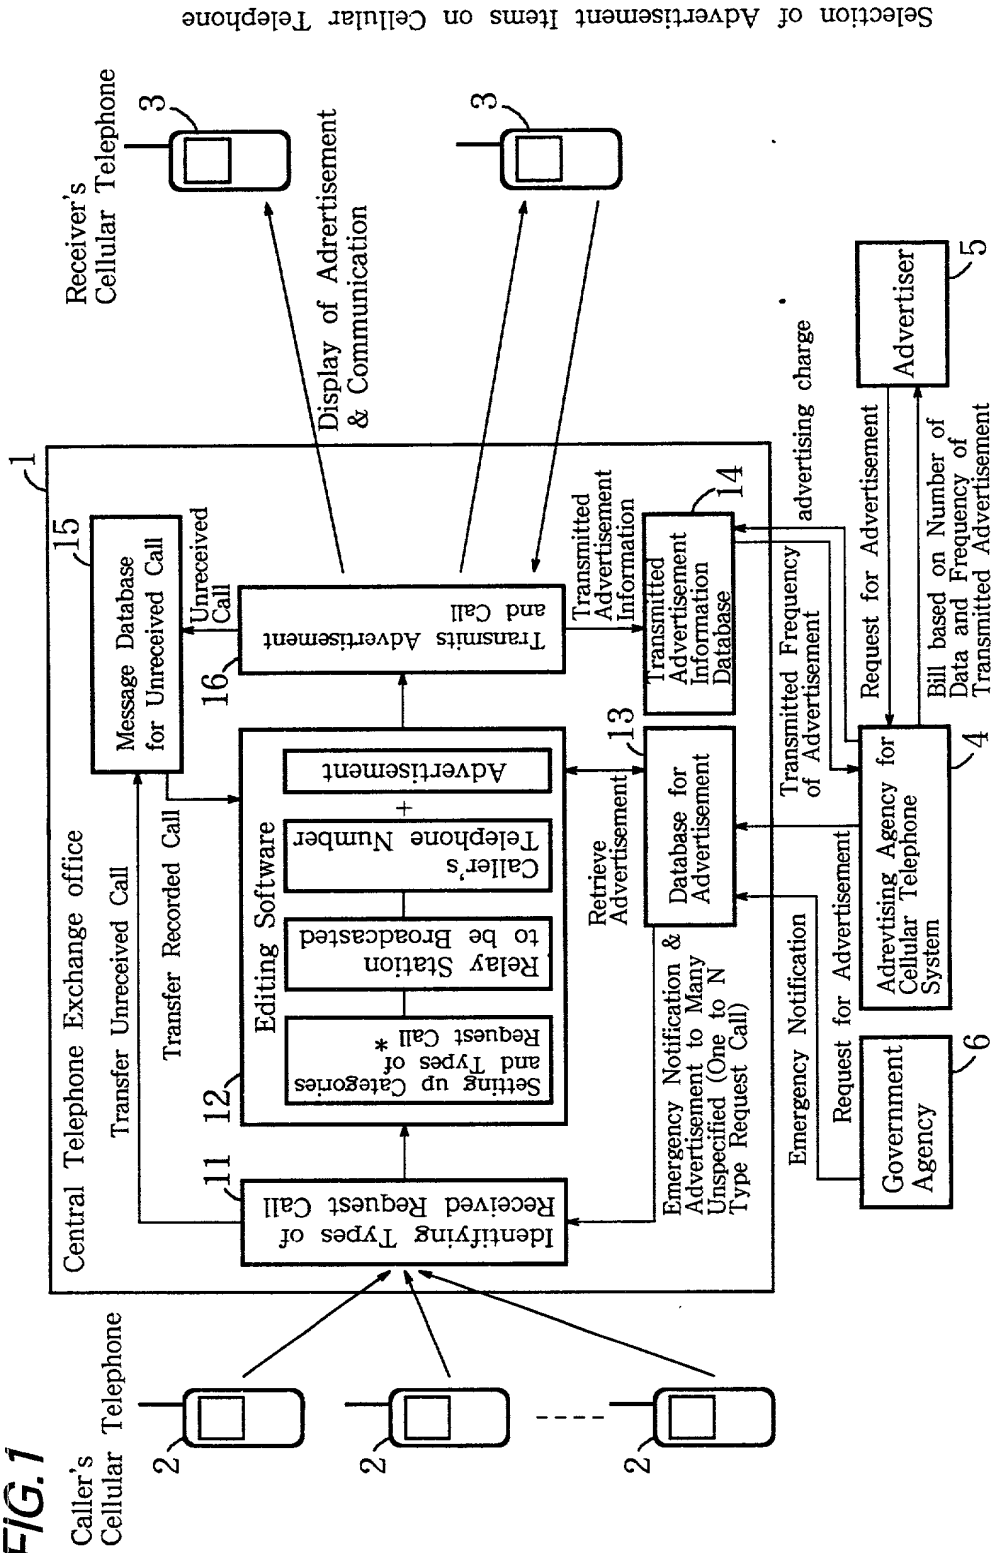 FIG.1
Caller's
Cellular Telephone
2
2
2
Central Telephone Exchange office
1
Transfer Unreceived Call
Transfer Recorded Call
15
Message Database
for Unreceived Call
Unreceived
Call
11
Identifying Types of
Received Request Call
12
Editing Software
Setting up Categories
and Types of
Request Call *
Relay Station
to be Broadcasted
Caller's
Telephone Number
+
Advertisement
16
Transmits Advertisement
and Call
Retrieve
Advertisement
Transmitted
Advertisement
Information
Emergency Notification &
Advertisement to Many
Unspecified (One to N
Type Request Call)
13
Database for
Advertisement
14
Transmitted
Advertisement
Information
Database
Receiver's
Cellular Telephone
3
3
Display of Adrertisement
& Communication
Selection of Advertisement Items on Cellular Telephone
Emergency Notification
Request for Advertisement
Transmitted Frequency
of Advertisement
advertising charge
Government
Agency
6
Adrevtising Agency for
Cellular Telephone
System
4
Request for Advertisement
Bill based on Number of
Data and Frequency of
Transmitted Advertisement
Advertiser
5